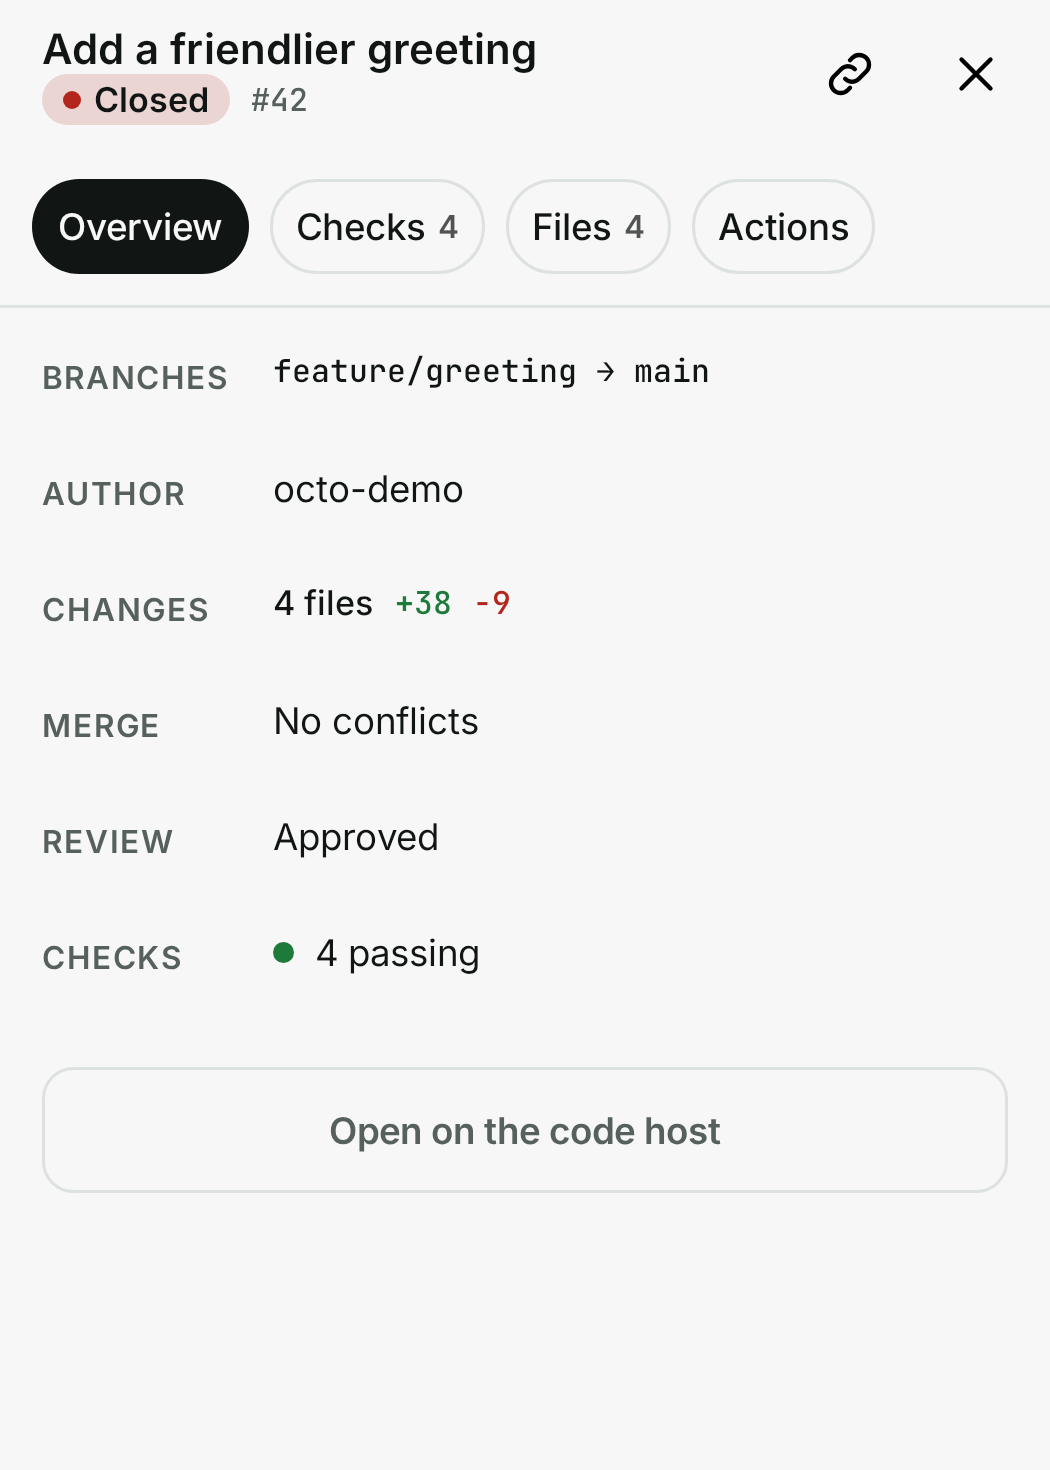 Add a friendlier greeting
Closed #42
Overview Checks 4 Files 4 Actions
BRANCHES feature/greeting → main
AUTHOR octo-demo
CHANGES 4 files +38 -9
MERGE No conflicts
REVIEW Approved
CHECKS 4 passing
Open on the code host